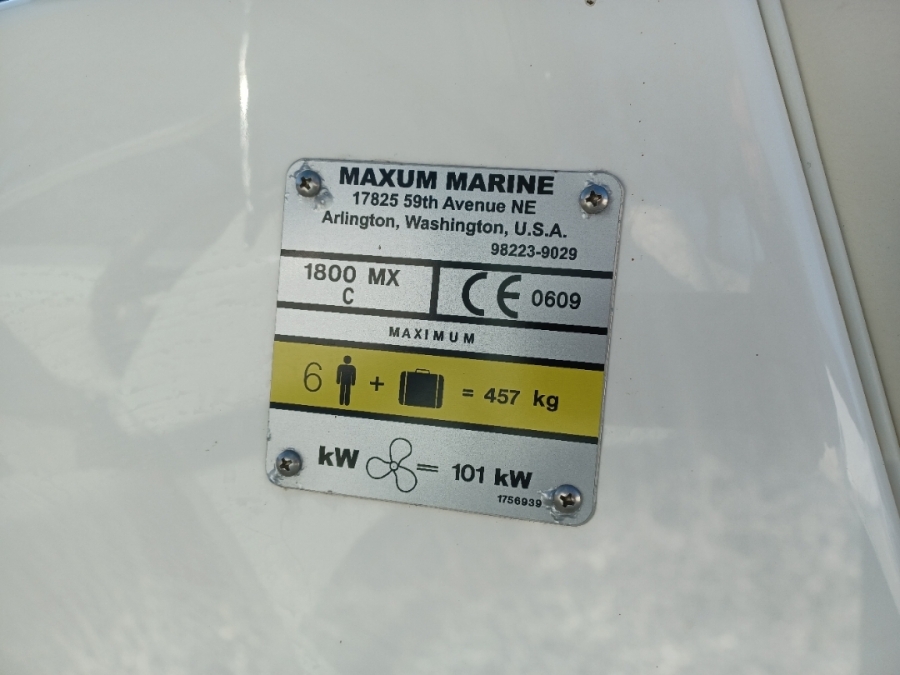 MAXUM MARINE
17825 59th Avenue NE
Arlington, Washington, U.S.A.
98223-9029
1800 MX
C
CE 0609
MAXIMUM
6 + = 457 kg
kW = 101 kW
1756939